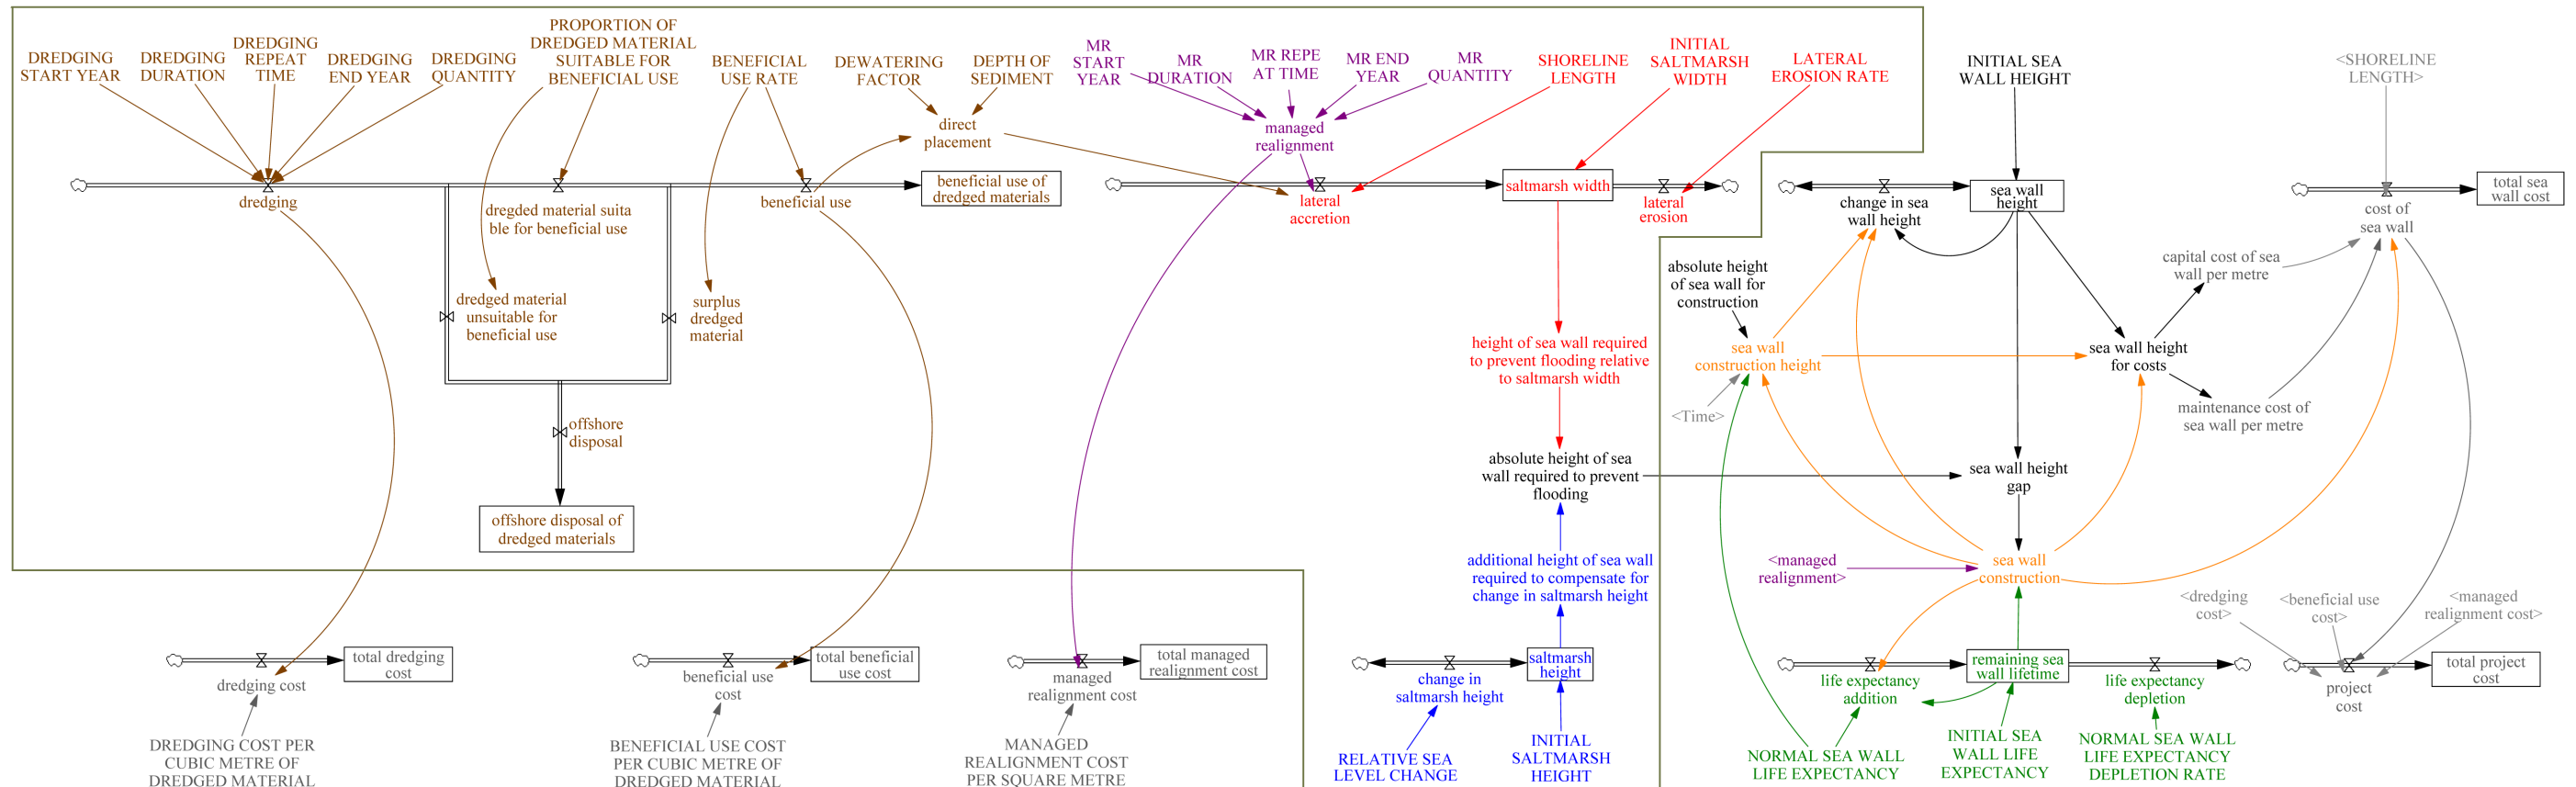 DREDGING
START YEAR
DREDGING
DURATION
DREDGING
REPEAT
TIME
DREDGING
END YEAR
DREDGING
QUANTITY
PROPORTION OF
DREDGED MATERIAL
SUITABLE FOR
BENEFICIAL USE
BENEFICIAL
USE RATE
DEWATERING
FACTOR
DEPTH OF
SEDIMENT
MR
START
YEAR
MR
DURATION
MR REPE
AT TIME
MR END
YEAR
MR
QUANTITY
SHORELINE
LENGTH
INITIAL
SALTMARSH
WIDTH
LATERAL
EROSION RATE
INITIAL SEA
WALL HEIGHT
<SHORELINE
LENGTH>
direct
placement
managed
realignment
dredging
dregded material suita
ble for beneficial use
beneficial use
beneficial use of
dredged materials
lateral
accretion
saltmarsh width
lateral
erosion
change in sea
wall height
sea wall
height
cost of
sea wall
total sea
wall cost
dredged material
unsuitable for
beneficial use
surplus
dredged
material
absolute height
of sea wall for
construction
capital cost of sea
wall per metre
height of sea wall required
to prevent flooding relative
to saltmarsh width
sea wall
construction height
sea wall height
for costs
<Time>
maintenance cost of
sea wall per metre
offshore
disposal
absolute height of sea
wall required to prevent
flooding
sea wall height
gap
offshore disposal of
dredged materials
additional height of sea wall
required to compensate for
change in saltmarsh height
<managed
realignment>
sea wall
construction
<dredging
cost>
<beneficial use
cost>
<managed
realignment cost>
dredging cost
total dredging
cost
beneficial use
cost
total beneficial
use cost
managed
realignment cost
total managed
realignment cost
change in
saltmarsh height
saltmarsh
height
life expectancy
addition
remaining sea
wall lifetime
life expectancy
depletion
project
cost
total project
cost
DREDGING COST PER
CUBIC METRE OF
DREDGED MATERIAL
BENEFICIAL USE COST
PER CUBIC METRE OF
DREDGED MATERIAL
MANAGED
REALIGNMENT COST
PER SQUARE METRE
RELATIVE SEA
LEVEL CHANGE
INITIAL
SALTMARSH
HEIGHT
NORMAL SEA WALL
LIFE EXPECTANCY
INITIAL SEA
WALL LIFE
EXPECTANCY
NORMAL SEA WALL
LIFE EXPECTANCY
DEPLETION RATE